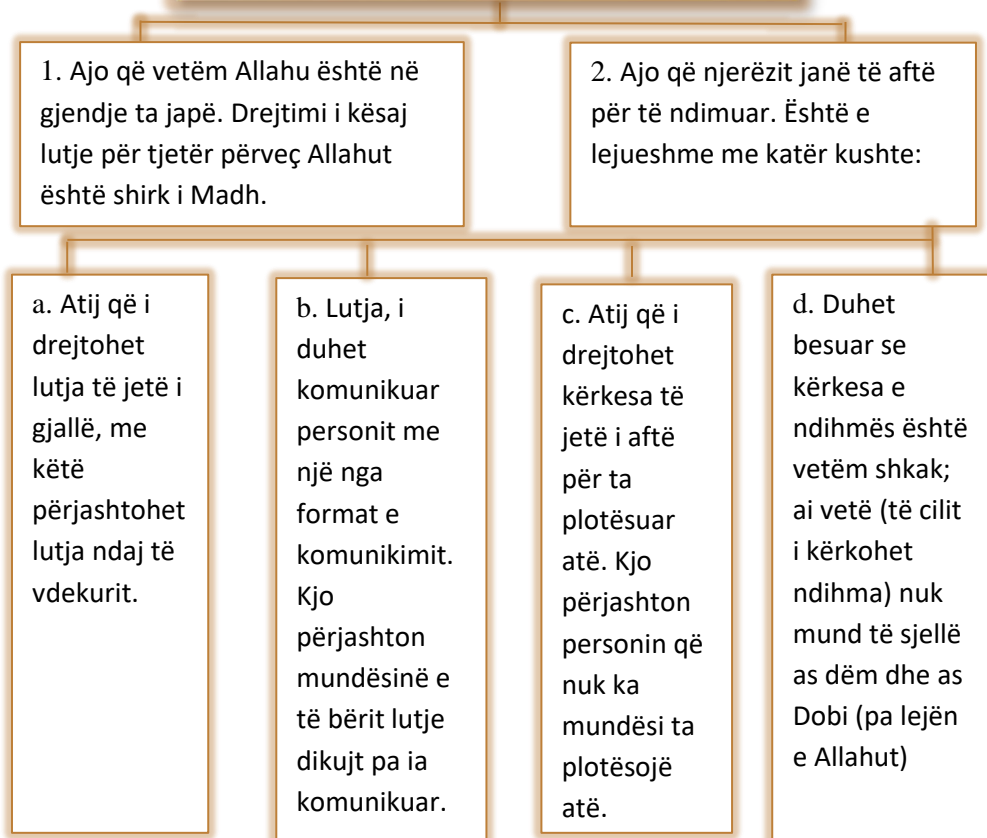 1. Ajo që vetëm Allahu është në
gjendje ta japë. Drejtimi i kësaj
lutje për tjetër përveç Allahut
është shirk i Madh.
2. Ajo që njerëzit janë të aftë
për të ndimuar. Është e
lejueshme me katër kushte:
a. Atij që i
drejtohet
lutja të jetë i
gjallë, me
këtë
përjashtohet
lutja ndaj të
vdekurit.
b. Lutja, i
duhet
komunikuar
personit me
një nga
format e
komunikimit.
Kjo
përjashton
mundësinë e
të bërit lutje
dikujt pa ia
komunikuar.
c. Atij që i
drejtohet
kërkesa të
jetë i aftë
për ta
plotësuar
atë. Kjo
përjashton
personin që
nuk ka
mundësi ta
plotësojë
atë.
d. Duhet
besuar se
kërkesa e
ndihmës është
vetëm shkak;
ai vetë (të cilit
i kërkohet
ndihma) nuk
mund të sjellë
as dëm dhe as
Dobi (pa lejën
e Allahut)